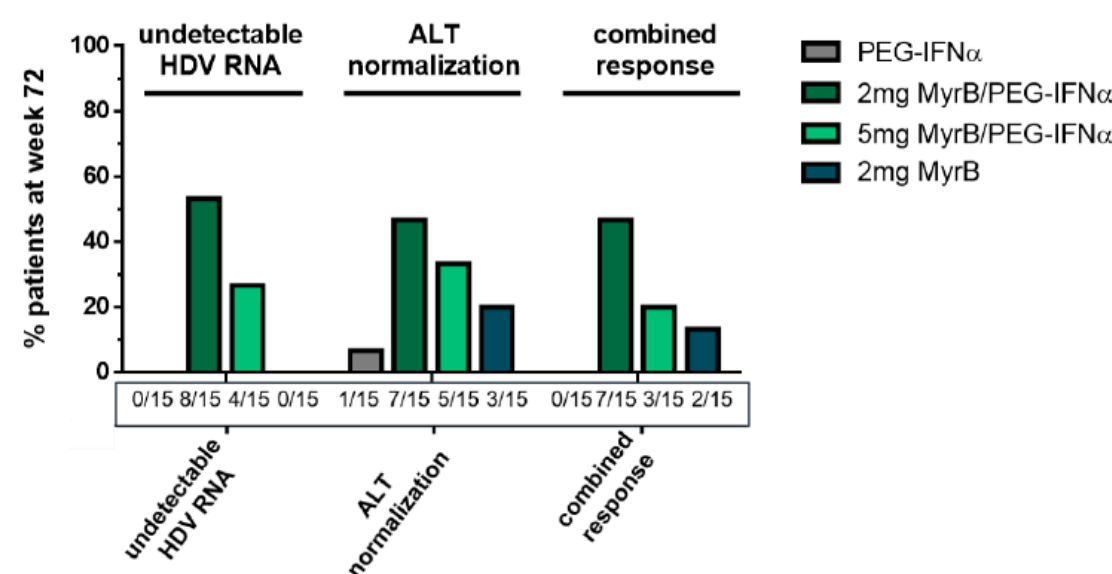 undetectable
HDV RNA
ALT
normalization
combined
response
PEG-IFNα
2mg MyrB/PEG-IFNα
5mg MyrB/PEG-IFNα
2mg MyrB
% patients at week 72
100
80
60
40
20
0
0/15 8/15 4/15 0/15 1/15 7/15 5/15 3/15 0/15 7/15 3/15 2/15
undetectable
HDV RNA
ALT
normalization
combined
response